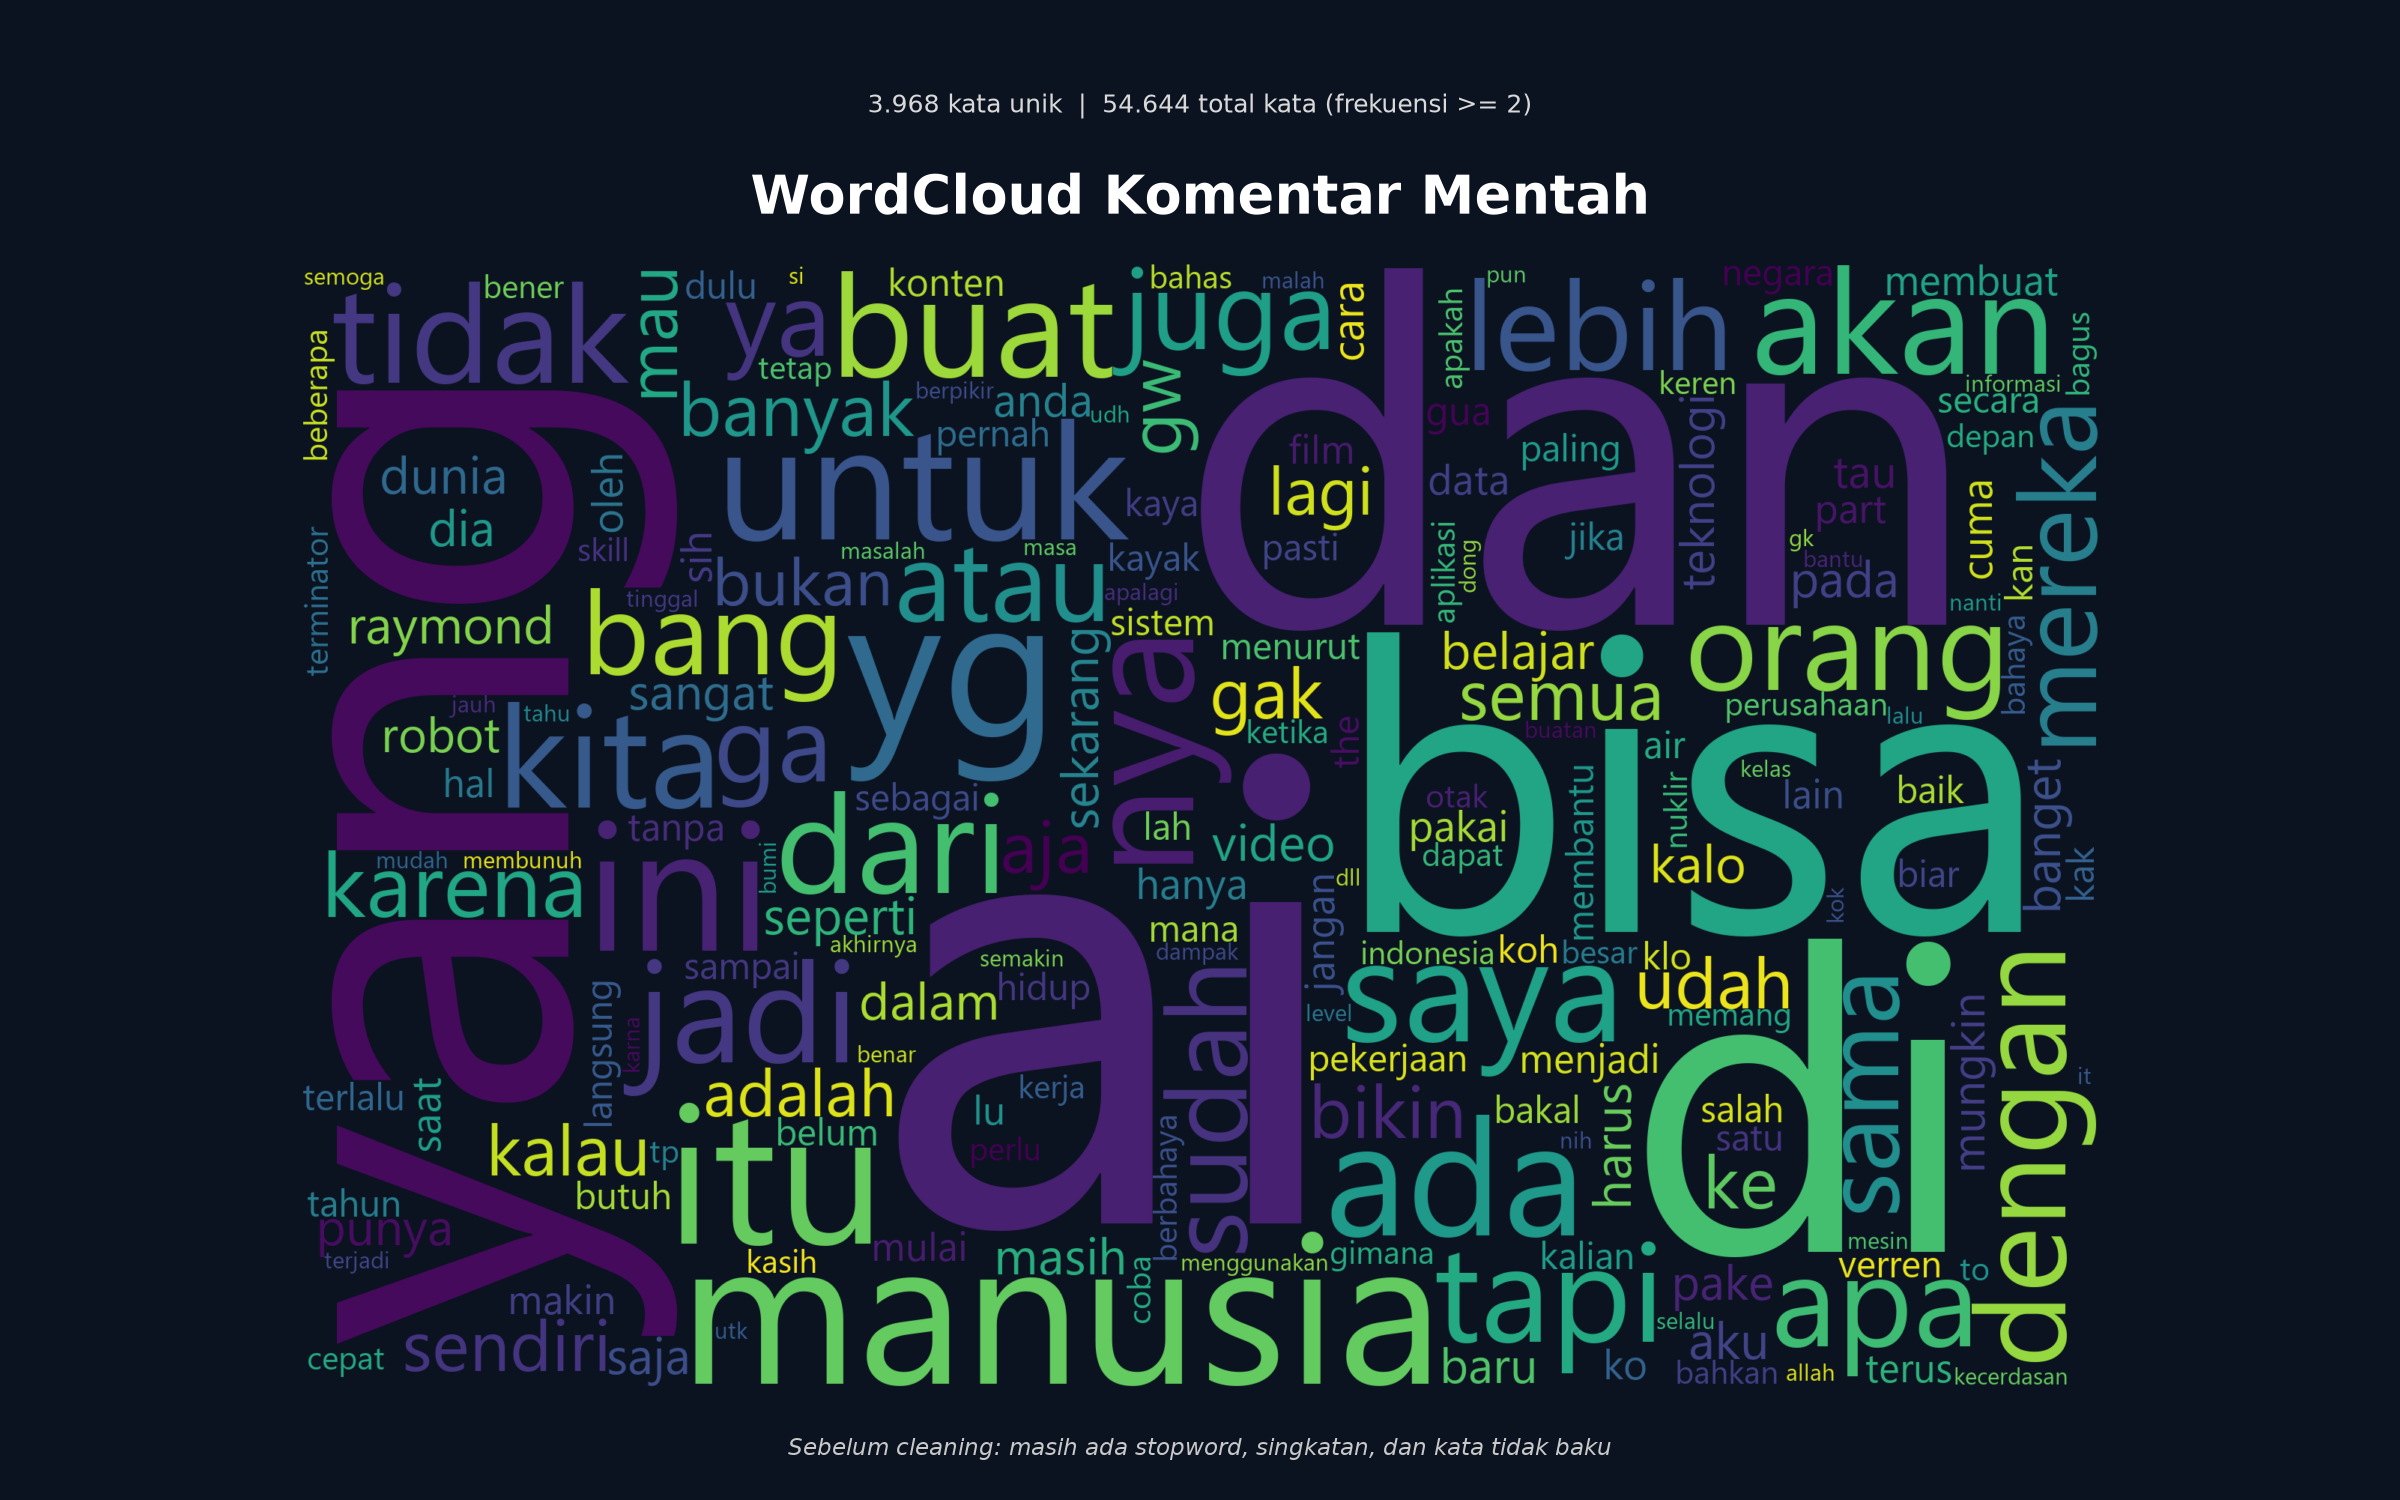 3.968 kata unik | 54.644 total kata (frekuensi >= 2)
WordCloud Komentar Mentah
semoga
bener
tidak
mau
dulu
si
ya
tetap
buat
konten
juga
bahas
malah
cara
apakah
pun
lebih
negara
akan
membuat
bagus
beberapa
yang
dunia
dia
oleh
skill
banyak
berpikir
anda
udh
pernah
gw
untuk
kaya
dan
film
lagi
pasti
gua
data
paling
keren
teknologi
jika
tau
part
gk
bantu
pada
informasi
secara
depan
cuma
kan
nanti
mereka
terminator
sih
bukan
masalah
masa
atau
kayak
apalagi
tinggal
aplikasi
dong
raymond
bang
yg
sekarang
sistem
nya
menurut
belajar
semua
orang
bahaya
perusahaan
lalu
gak
ketika
the
buatan
jauh
tahu
robot
hal
kita
sangat
ga
sebagai
bisa
otak
pakai
dapat
membantu
nuklir
air
kelas
lain
baik
kalo
biar
kok
banget
kak
tanpa
ini
bumi
dari
aja
lah
video
mudah
membunuh
karena
seperti
hanya
dll
jangan
akhirnya
mana
dampak
ai
semakin
hidup
sampai
jadi
dalam
langsung
karna
benar
indonesia
koh
besar
klo
saya
udah
memang
level
sudah
pekerjaan
menjadi
di
sama
mungkin
dengan
it
terlalu
saat
adalah
kerja
lu
perlu
berbahaya
bikin
bakal
nih
harus
salah
satu
ke
kalau
tp
belum
butuh
itu
ada
tahun
punya
terjadi
kasih
mulai
masih
coba
menggunakan
gimana
kalian
mesin
verren
to
makin
sendiri
saja
cepat
utk
manusia
tapi
baru
ko
pake
selalu
aku
bahkan
allah
apa
terus
kecerdasan
Sebelum cleaning: masih ada stopword, singkatan, dan kata tidak baku